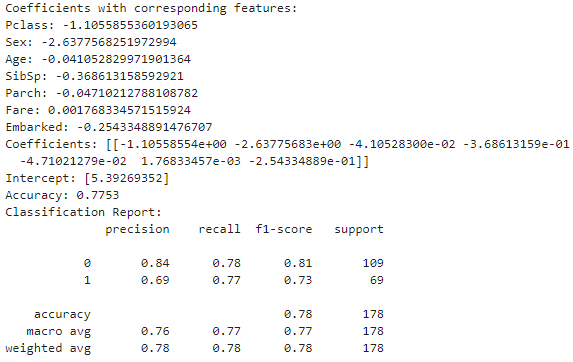 Coefficients with corresponding features:
Pclass: -1.1055855360193065
Sex: -2.6377568251972994
Age: -0.041052829971901364
SibSp: -0.368613158592921
Parch: -0.04710212788108782
Fare: 0.001768334571515924
Embarked: -0.2543348891476707
Coefficients: [[-1.10558554e+00 -2.63775683e+00 -4.10528300e-02 -3.68613159e-01
  -4.71021279e-02  1.76833457e-03 -2.54334889e-01]]
Intercept: [5.39269352]
Accuracy: 0.7753
Classification Report:
              precision    recall  f1-score   support
           0       0.84      0.78      0.81       109
           1       0.69      0.77      0.73        69
    accuracy                           0.78       178
   macro avg       0.76      0.77      0.77       178
weighted avg       0.78      0.78      0.78       178